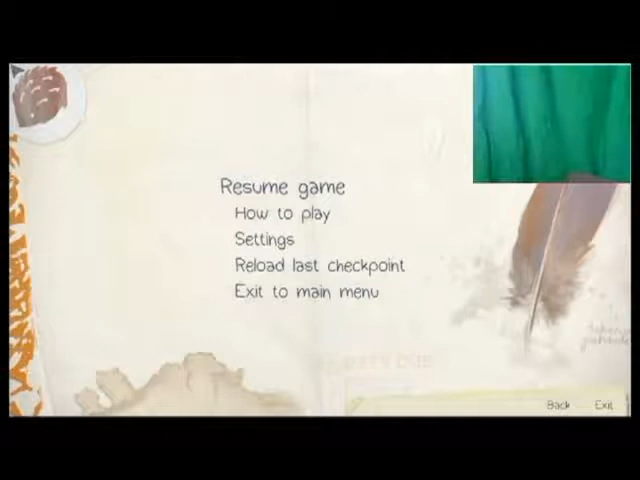 Resume game
How to play
Settings
Reload last checkpoint
Exit to main menu
Back
Exit